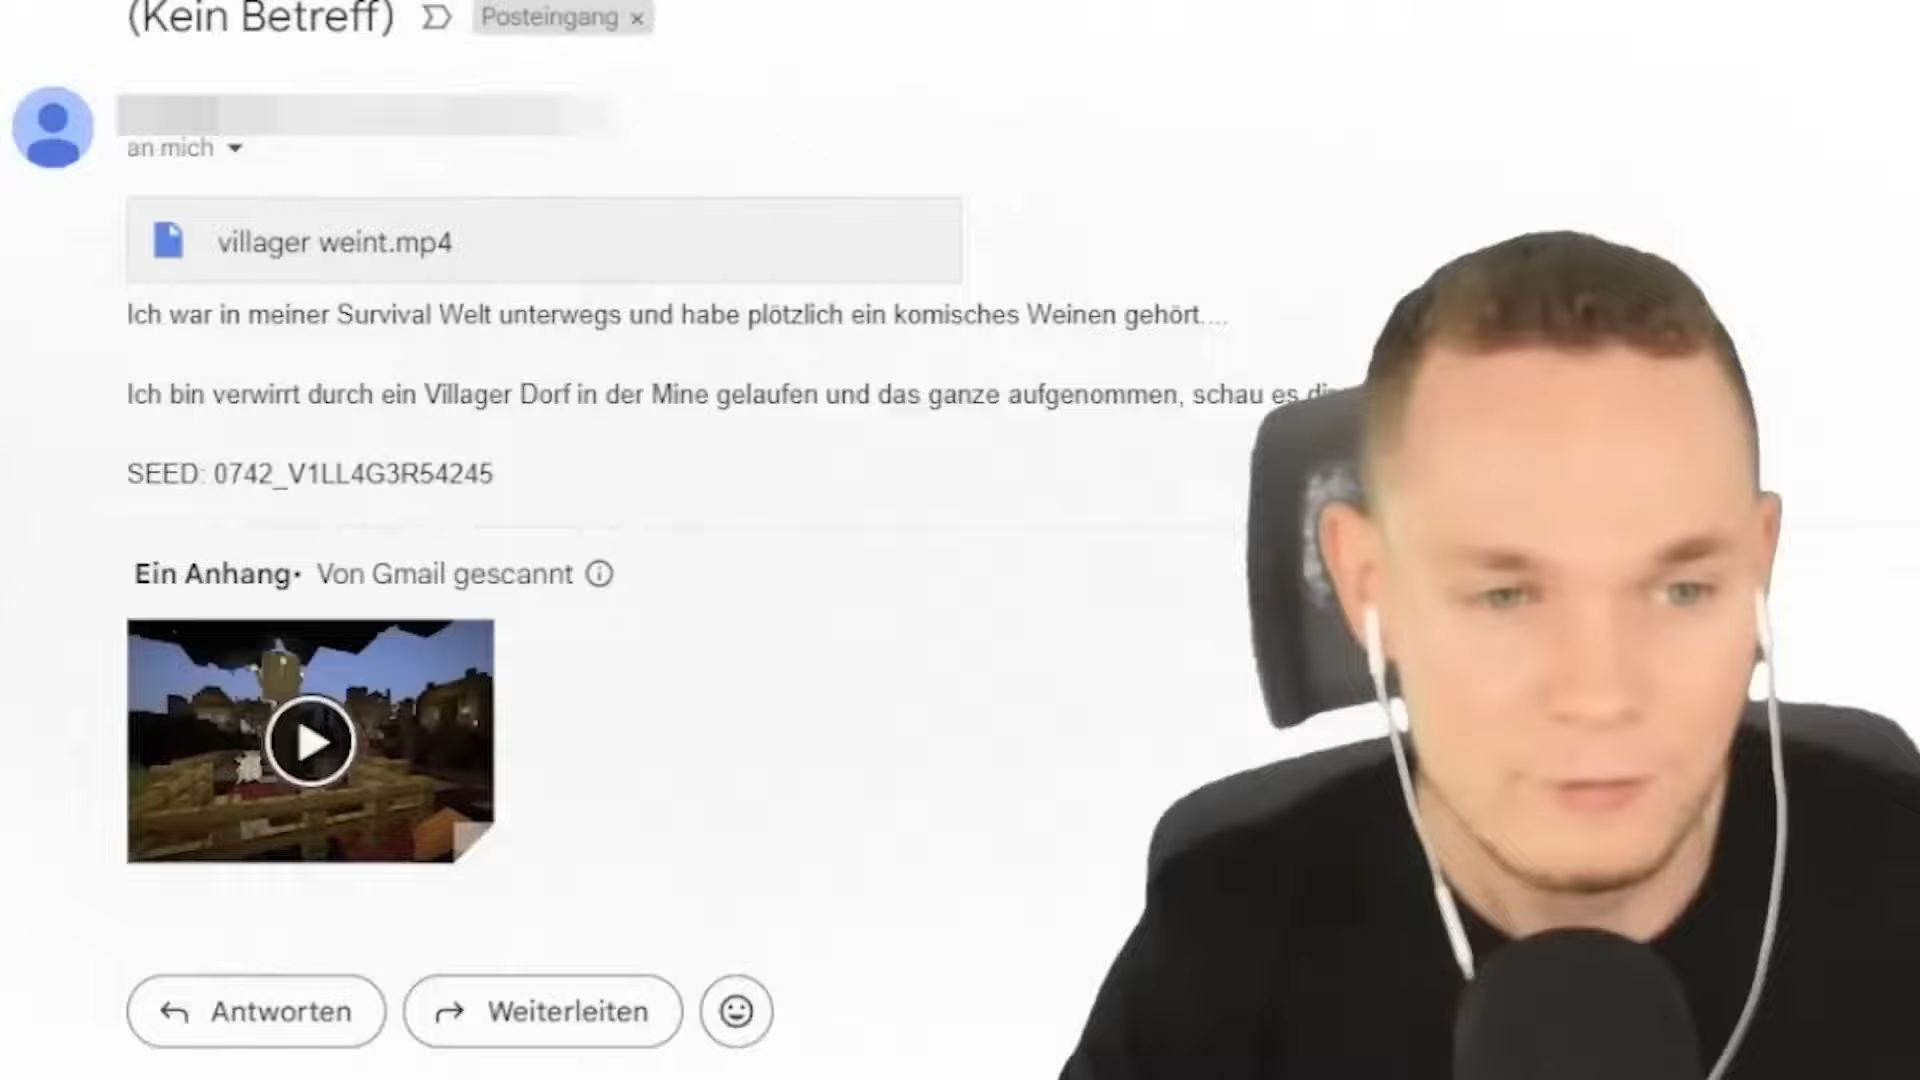 (Kein Betreff)
Posteingang ×
an mich
villager weint.mp4
Ich war in meiner Survival Welt unterwegs und habe plötzlich ein komisches Weinen gehört....
Ich bin verwirrt durch ein Villager Dorf in der Mine gelaufen und das ganze aufgenommen, schau es
SEED: 0742_V1LL4G3R54245
Ein Anhang• Von Gmail gescannt
Antworten
Weiterleiten